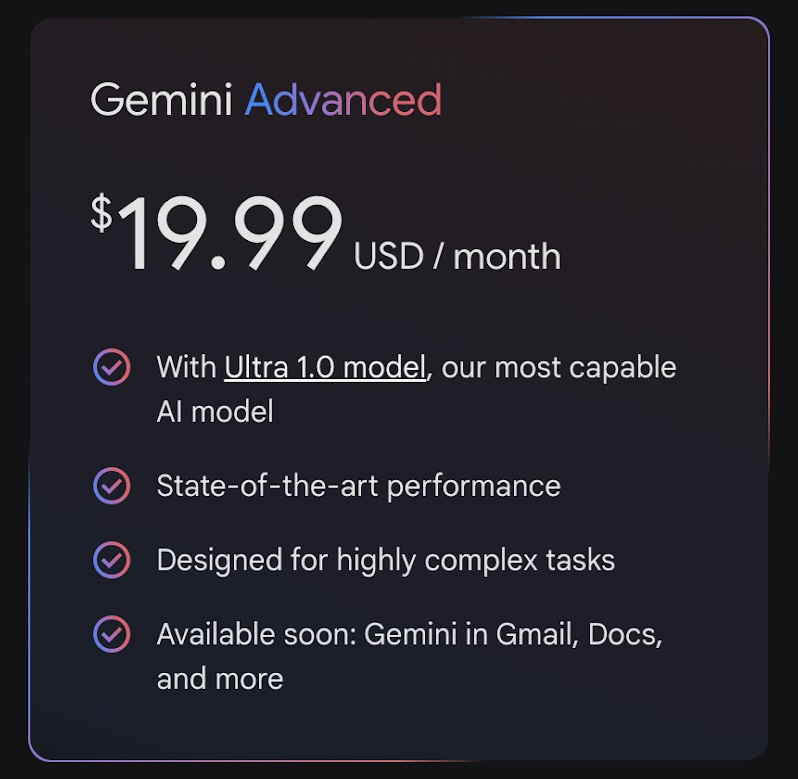 Gemini Advanced
$19.99 USD / month
With Ultra 1.0 model, our most capable
AI model
State-of-the-art performance
Designed for highly complex tasks
Available soon: Gemini in Gmail, Docs,
and more